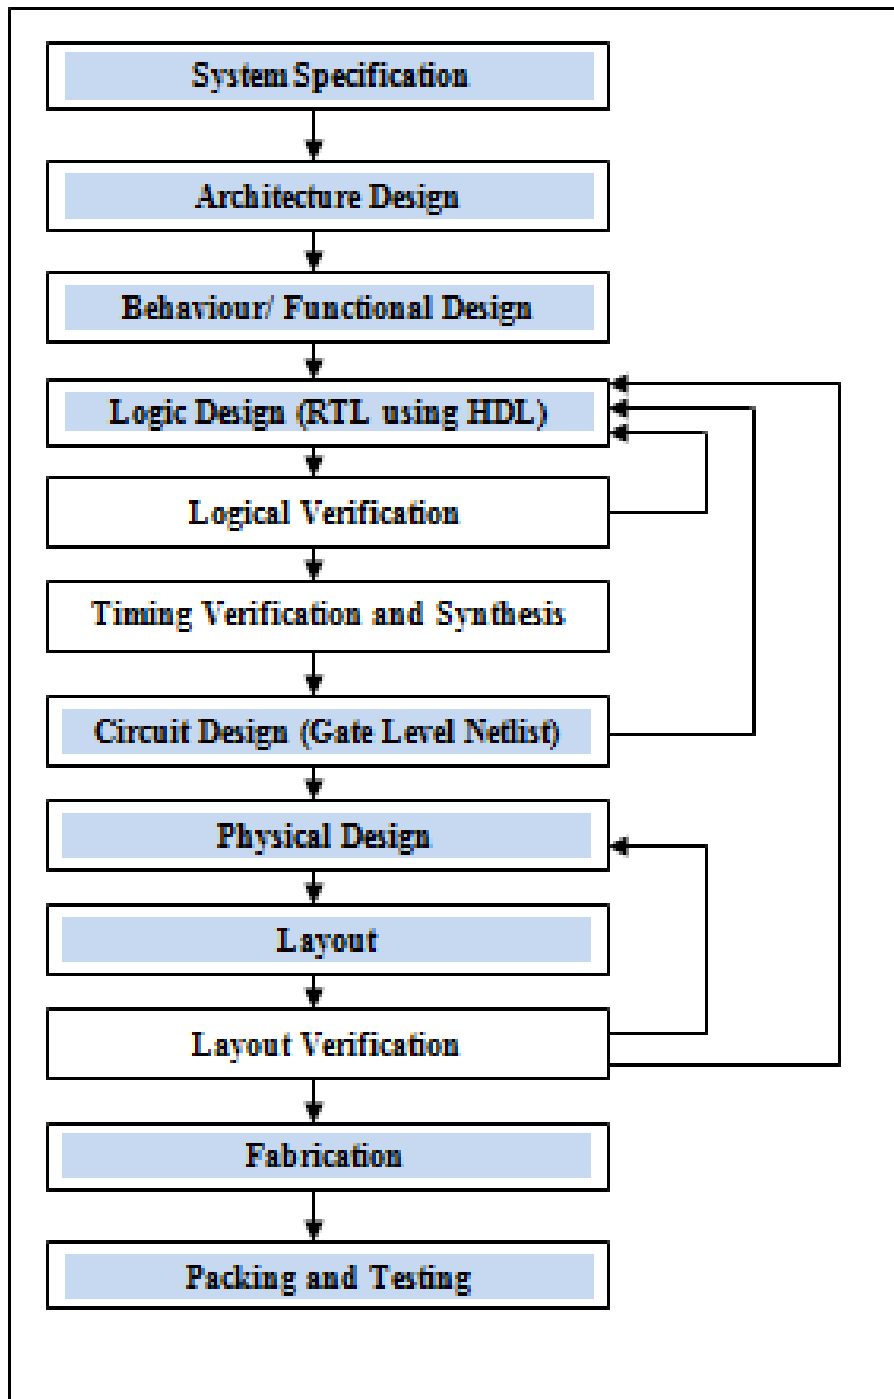 System Specification
Architecture Design
Behaviour/ Functional Design
Logic Design (RTL using HDL)
Logical Verification
Timing Verification and Synthesis
Circuit Design (Gate Level Netlist)
Physical Design
Layout
Layout Verification
Fabrication
Packing and Testing